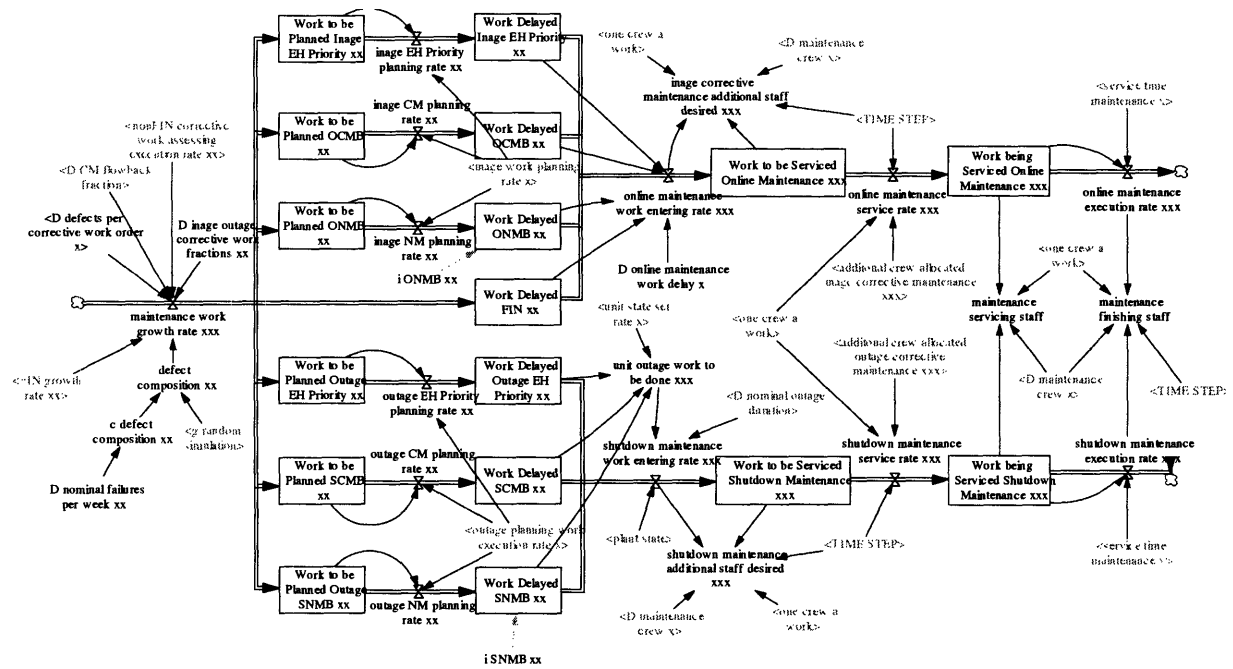 Work to be
Planned Image
EH Priority xx
inage EH Priority
planning rate xx
Work Delayed
Image EH Priority
xx
<one crew a
work>
<D maintenance
crew x>
image corrective
maintenance additional staff
desired xxx
<service time
maintenance x>
<TIME STEP>
inage CM planning
rate xx
Work to be
Planned OCMB
xx
Work Delayed
OCMB xx
<nonFIN corrective
work assessing
execution rate xx>
<D CM flowback
fraction>
<D defects per
corrective work order
x>
D inage outage
corrective work
fractions xx
<inage work planning
rate x>
Work to be Serviced
Online Maintenance xxx
Work being
Serviced Online
Maintenance xxx
online maintenance
work entering rate xxx
online maintenance
service rate xxx
online maintenance
execution rate xxx
Work to be
Planned ONMB
xx
inage NM planning
rate xx
Work Delayed
ONMB xx
i ONMB xx
D online maintenance
work delay x
<additional crew allocated
inage corrective maintenance
xxx>
<one crew a
work>
maintenance work
growth rate xxx
Work Delayed
FIN xx
<unit state set
rate x>
<one crew a
work>
maintenance
servicing staff
maintenance
finishing staff
<additional crew allocated
outage corrective
maintenance xxx>
defect
composition xx
rate xx>
Work to be
Planned Outage
EH Priority xx
outage EH Priority
planning rate xx
Work Delayed
Outage EH
Priority xx
unit outage work to
be done xxx
<D nominal outage
duration>
<D maintenance
crew x>
<TIME STEP>
c defect
composition xx
<g random
simulation>
D nominal failures
per week xx
outage CM planning
rate xx
Work to be
Planned SCMB
xx
Work Delayed
SCMB xx
shutdown maintenance
work entering rate xxx
Work to be Serviced
Shutdown Maintenance
xxx
shutdown maintenance
service rate xxx
Work being
Serviced Shutdown
Maintenance xxx
shutdown maintenance
execution rate xxx
<outage planning work
execution rate x>
<plant state>
<TIME STEP>
shutdown maintenance
additional staff desired
xxx
<service time
maintenance x>
Work to be
Planned Outage
SNMB xx
outage NM planning
rate xx
Work Delayed
SNMB xx
<D maintenance
crew x>
<one crew a
work>
i SNMB xx